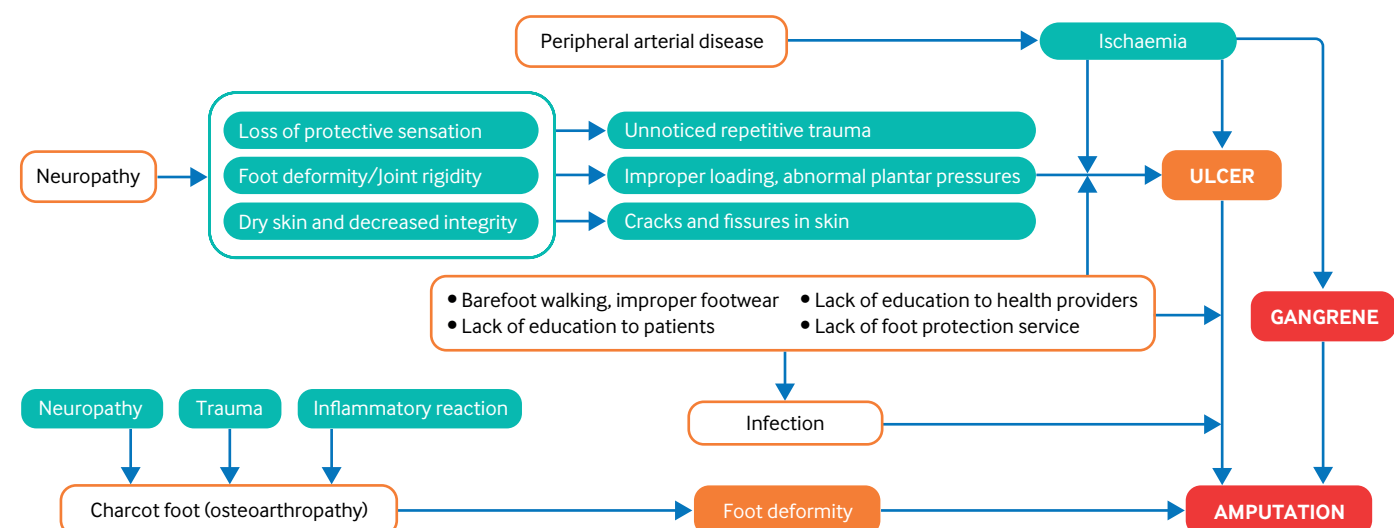 Peripheral arterial disease
Ischaemia
Loss of protective sensation
Unnoticed repetitive trauma
Neuropathy
Foot deformity/Joint rigidity
Improper loading, abnormal plantar pressures
ULCER
Dry skin and decreased integrity
Cracks and fissures in skin
• Barefoot walking, improper footwear
• Lack of education to patients
• Lack of education to health providers
• Lack of foot protection service
GANGRENE
Neuropathy
Trauma
Inflammatory reaction
Infection
Charcot foot (osteoarthropathy)
Foot deformity
AMPUTATION